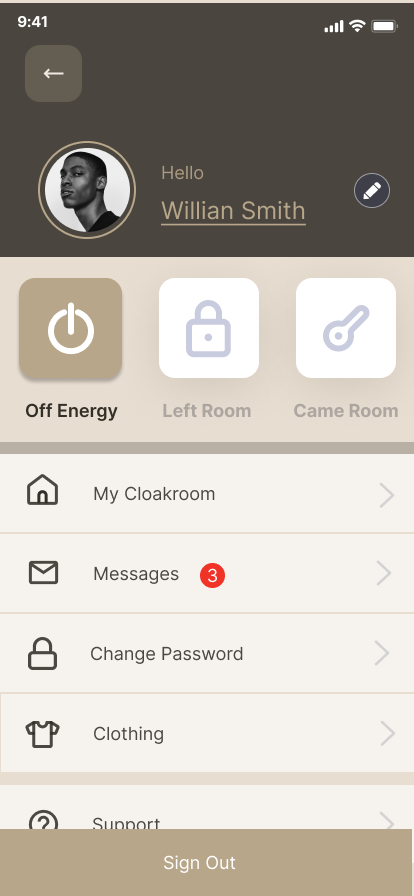 9:41
Hello
Willian Smith
Off Energy
Left Room
Came Room
My Cloakroom
Messages
3
Change Password
Clothing
Support
Sign Out